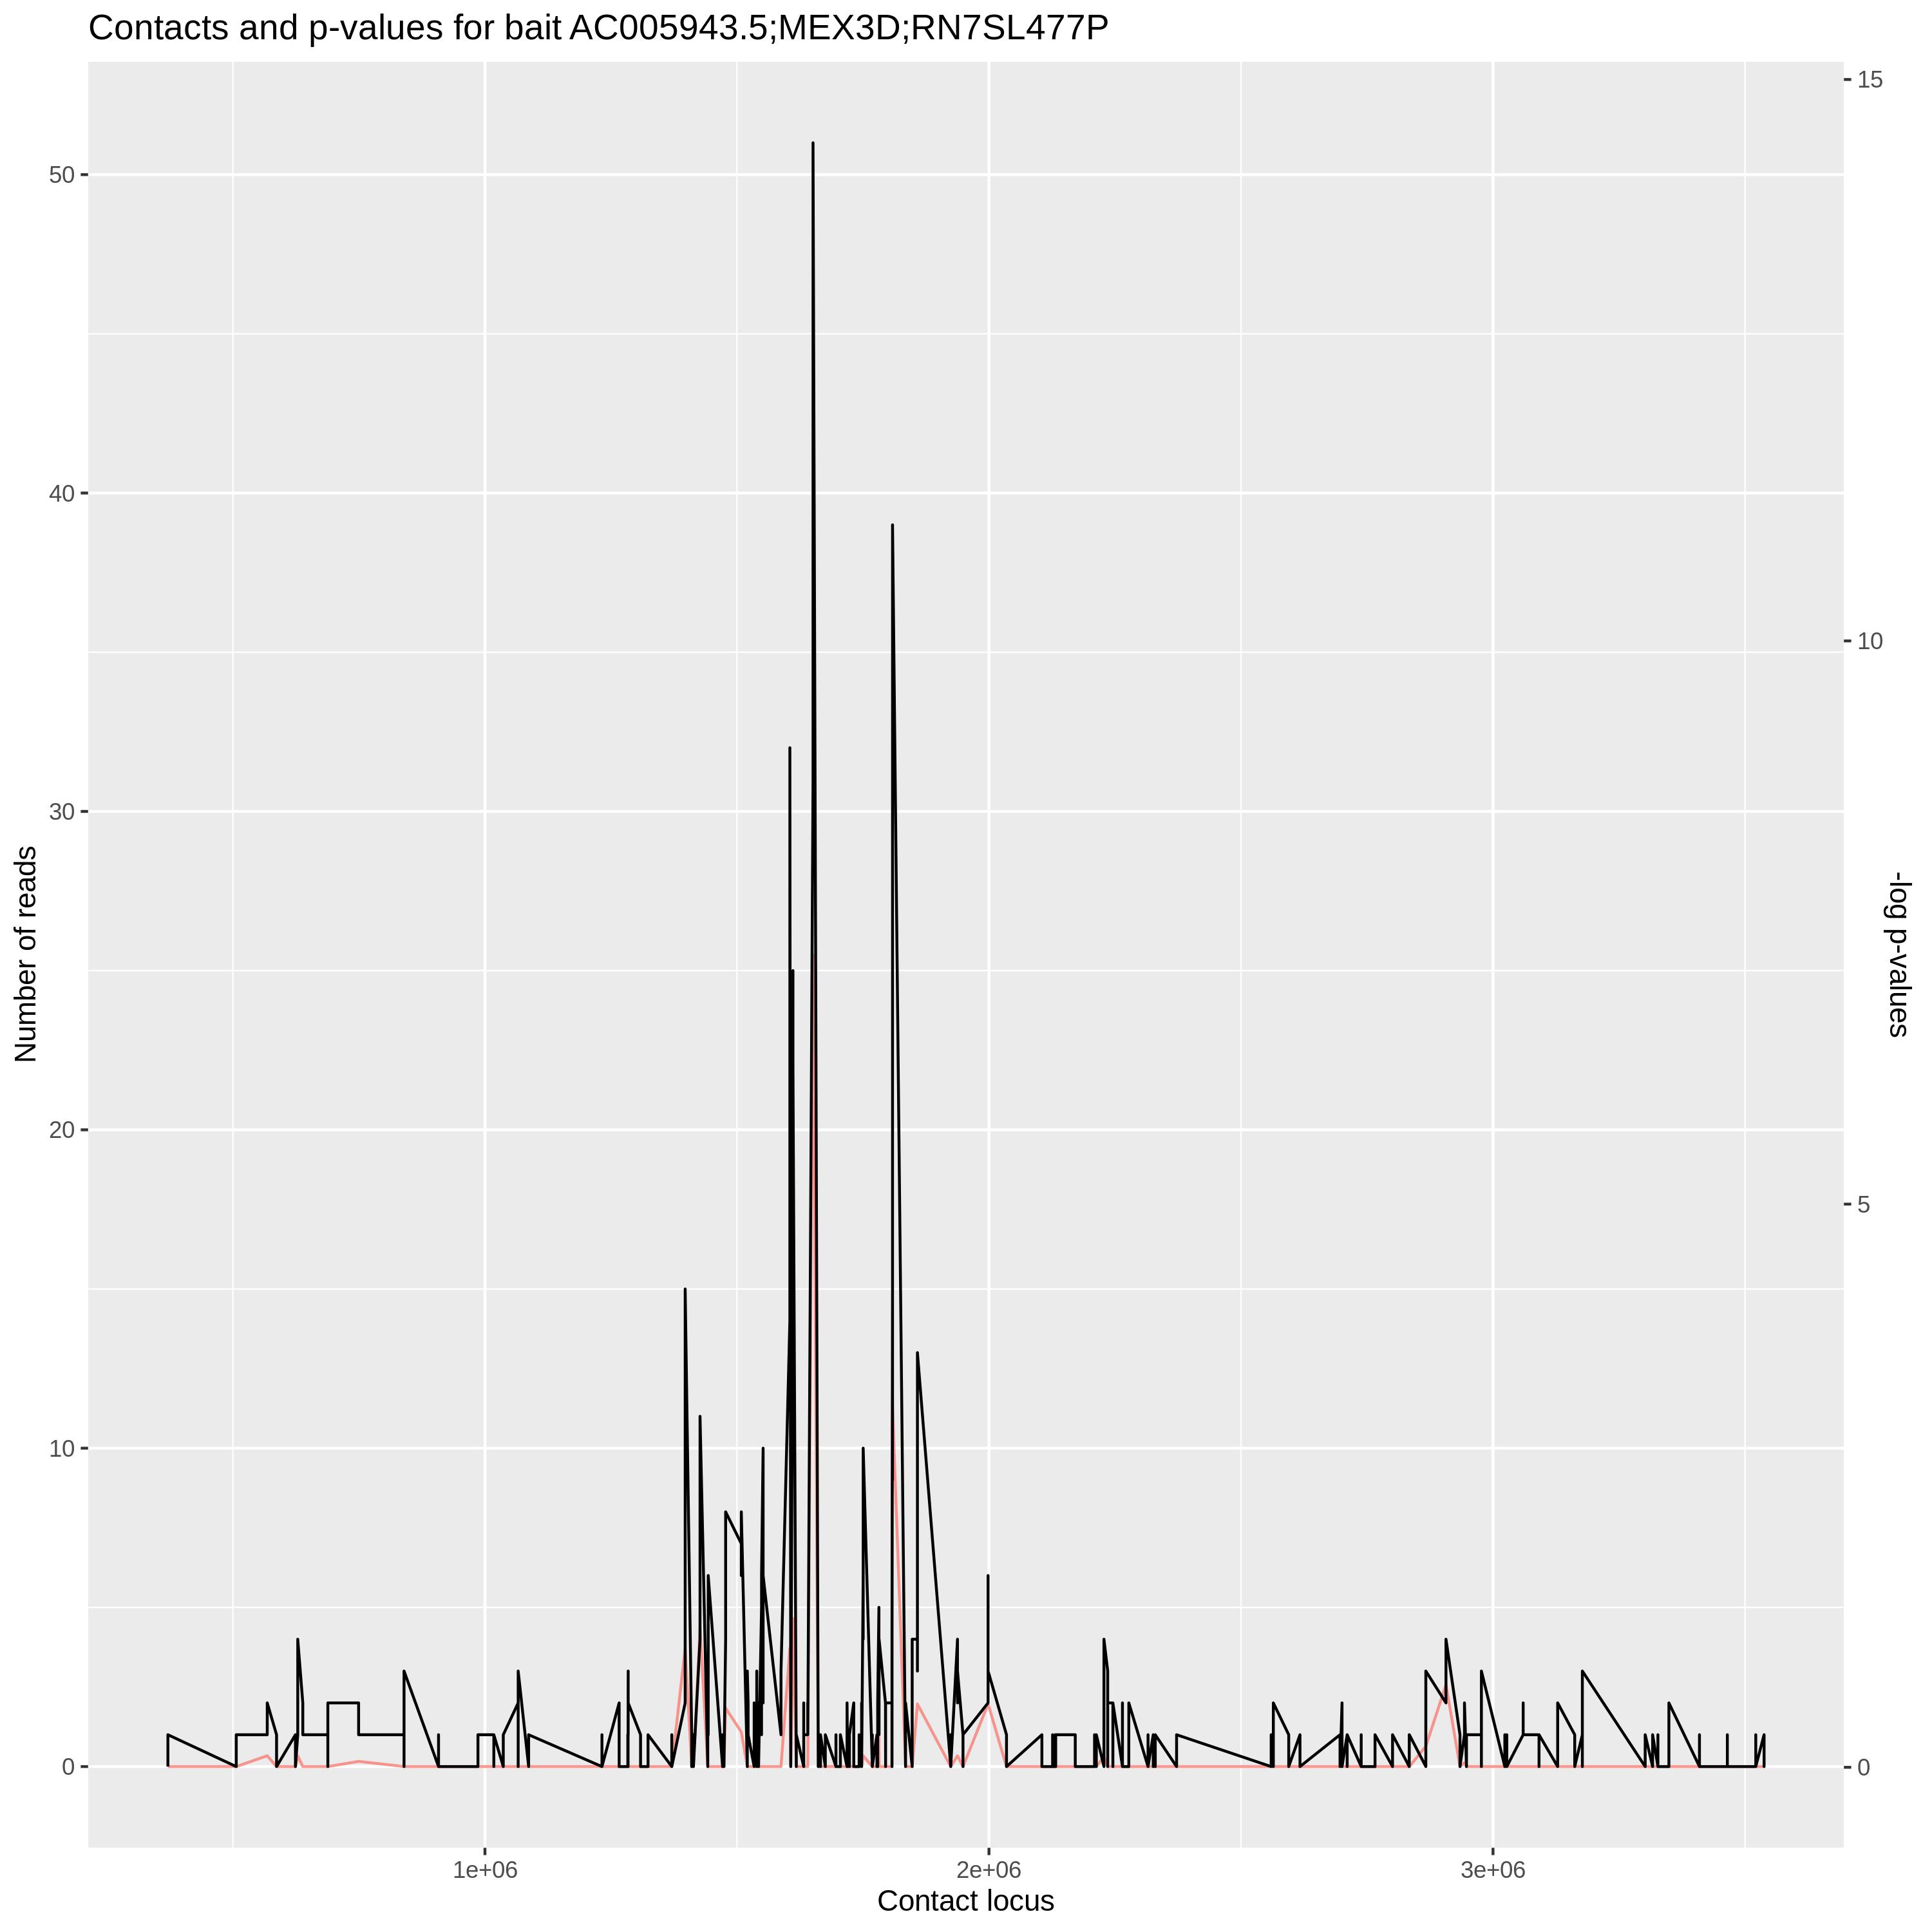 Contacts and p-values for bait AC005943.5;MEX3D;RN7SL477P
15
50
40
10
30
Number of reads
-log p-values
20
5
10
0
0
1e+06
2e+06
3e+06
Contact locus